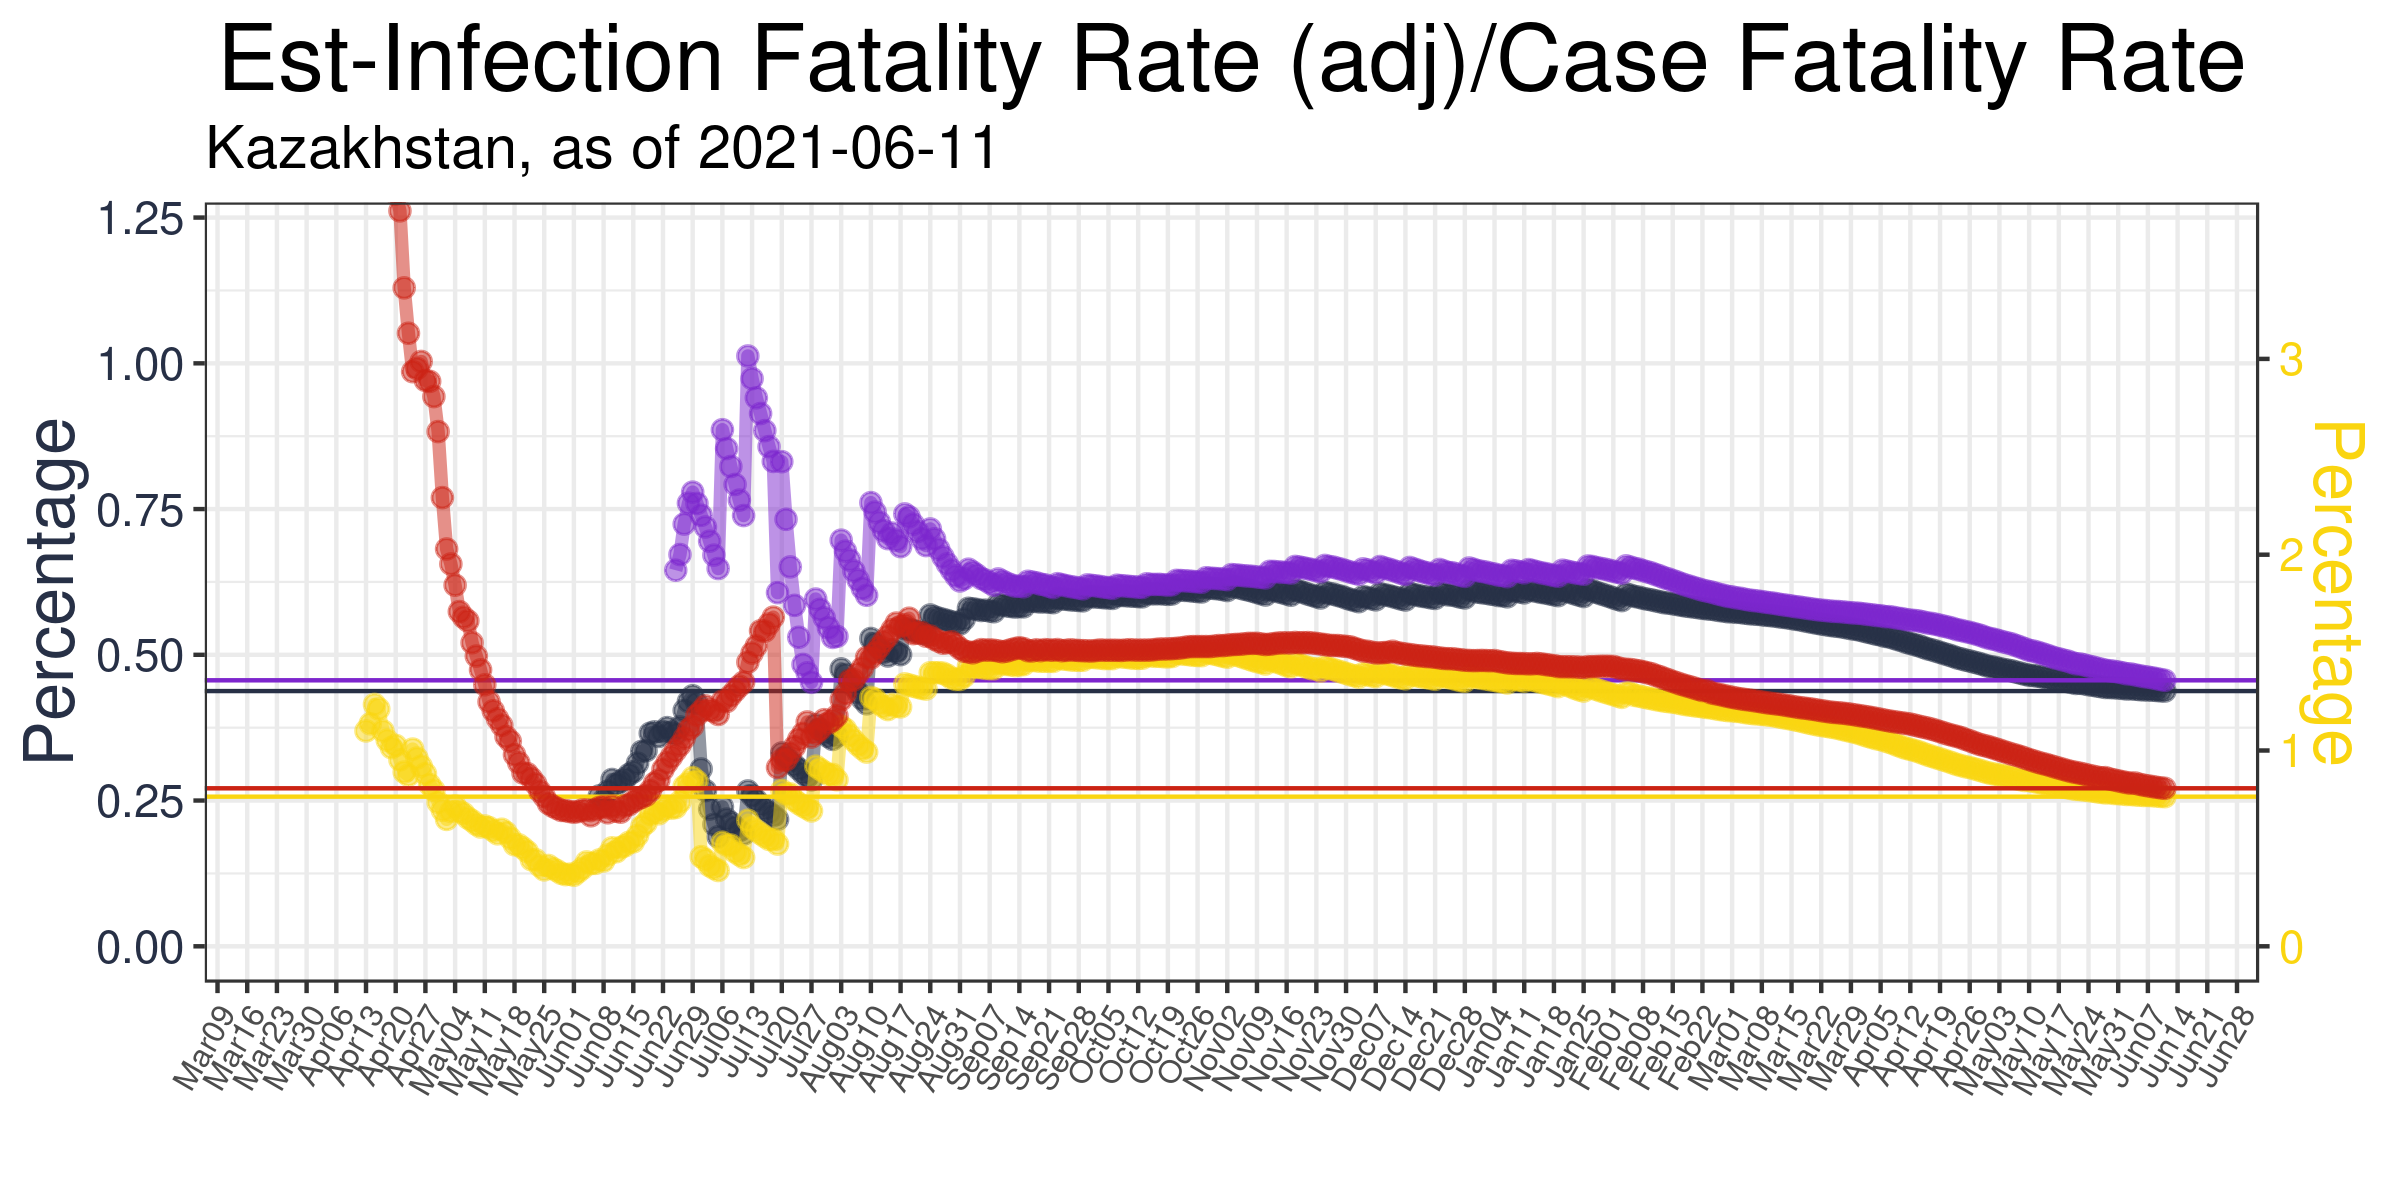 Est-Infection Fatality Rate (adj)/Case Fatality Rate
Kazakhstan, as of 2021-06-11
Percentage
1.25
1.00
0.75
0.50
0.25
0.00
3
2
1
0
Percentage
Mar09
Mar16
Mar23
Mar30
Apr06
Apr13
Apr20
Apr27
May04
May11
May18
May25
Jun01
Jun08
Jun15
Jun22
Jun29
Jul06
Jul13
Jul20
Jul27
Aug03
Aug10
Aug17
Aug24
Aug31
Sep07
Sep14
Sep21
Sep28
Oct05
Oct12
Oct19
Oct26
Nov02
Nov09
Nov16
Nov23
Nov30
Dec07
Dec14
Dec21
Dec28
Jan04
Jan11
Jan18
Jan25
Feb01
Feb08
Feb15
Feb22
Mar01
Mar08
Mar15
Mar22
Mar29
Apr05
Apr12
Apr19
Apr26
May03
May10
May17
May24
May31
Jun07
Jun14
Jun21
Jun28